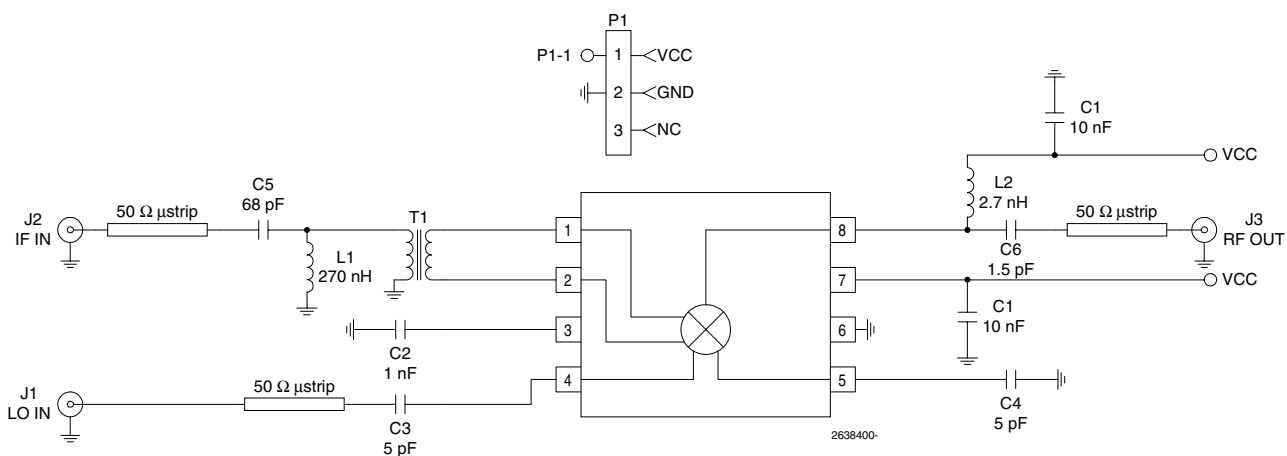 P1
P1-1
1
VCC
2
GND
3
NC
C1
10 nF
VCC
C5
68 pF
L2
2.7 nH
J2
IF IN
50 Ω μstrip
T1
1
8
50 Ω μstrip
J3
RF OUT
L1
270 nH
C6
1.5 pF
2
7
VCC
C1
10 nF
3
6
C2
1 nF
J1
LO IN
50 Ω μstrip
4
5
C3
5 pF
C4
5 pF
2638400-